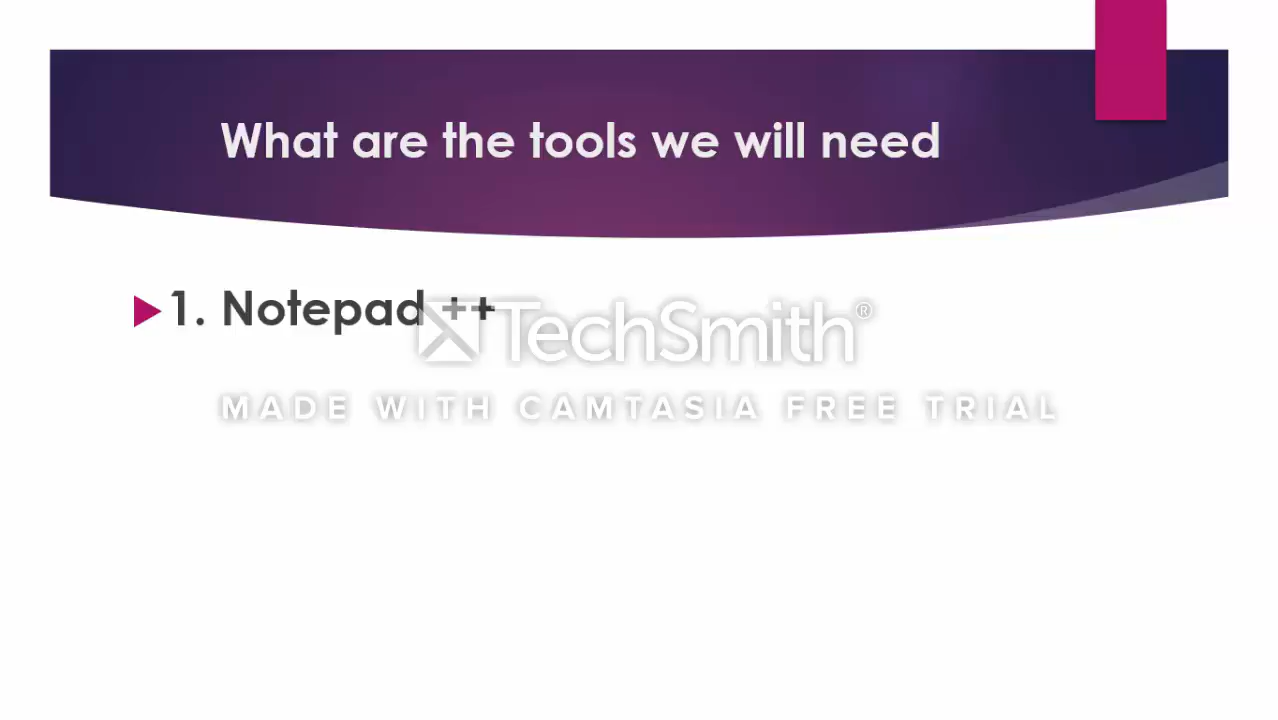 What are the tools we will need
1. Notepad ++
TechSmith®
MADE WITH CAMTASIA FREE TRIAL